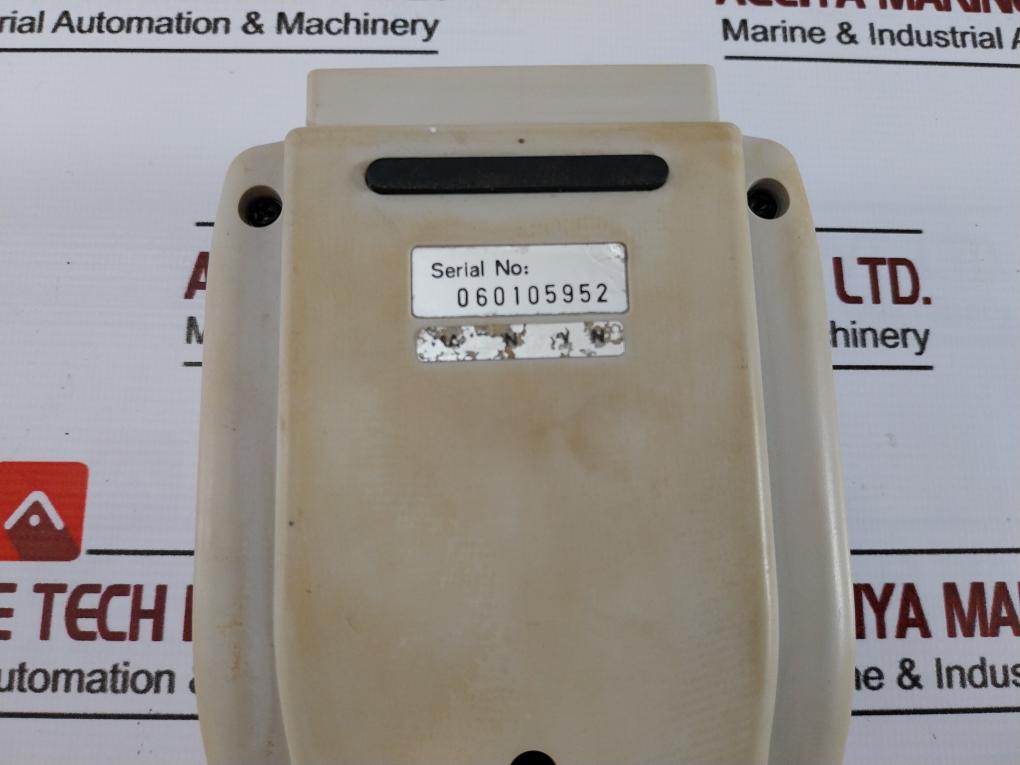 rial Automation & Machinery
Marine & Industrial A
Serial No:
060105952
LTD.
hinery
E TECH
IYA MA
utomation
& Indus